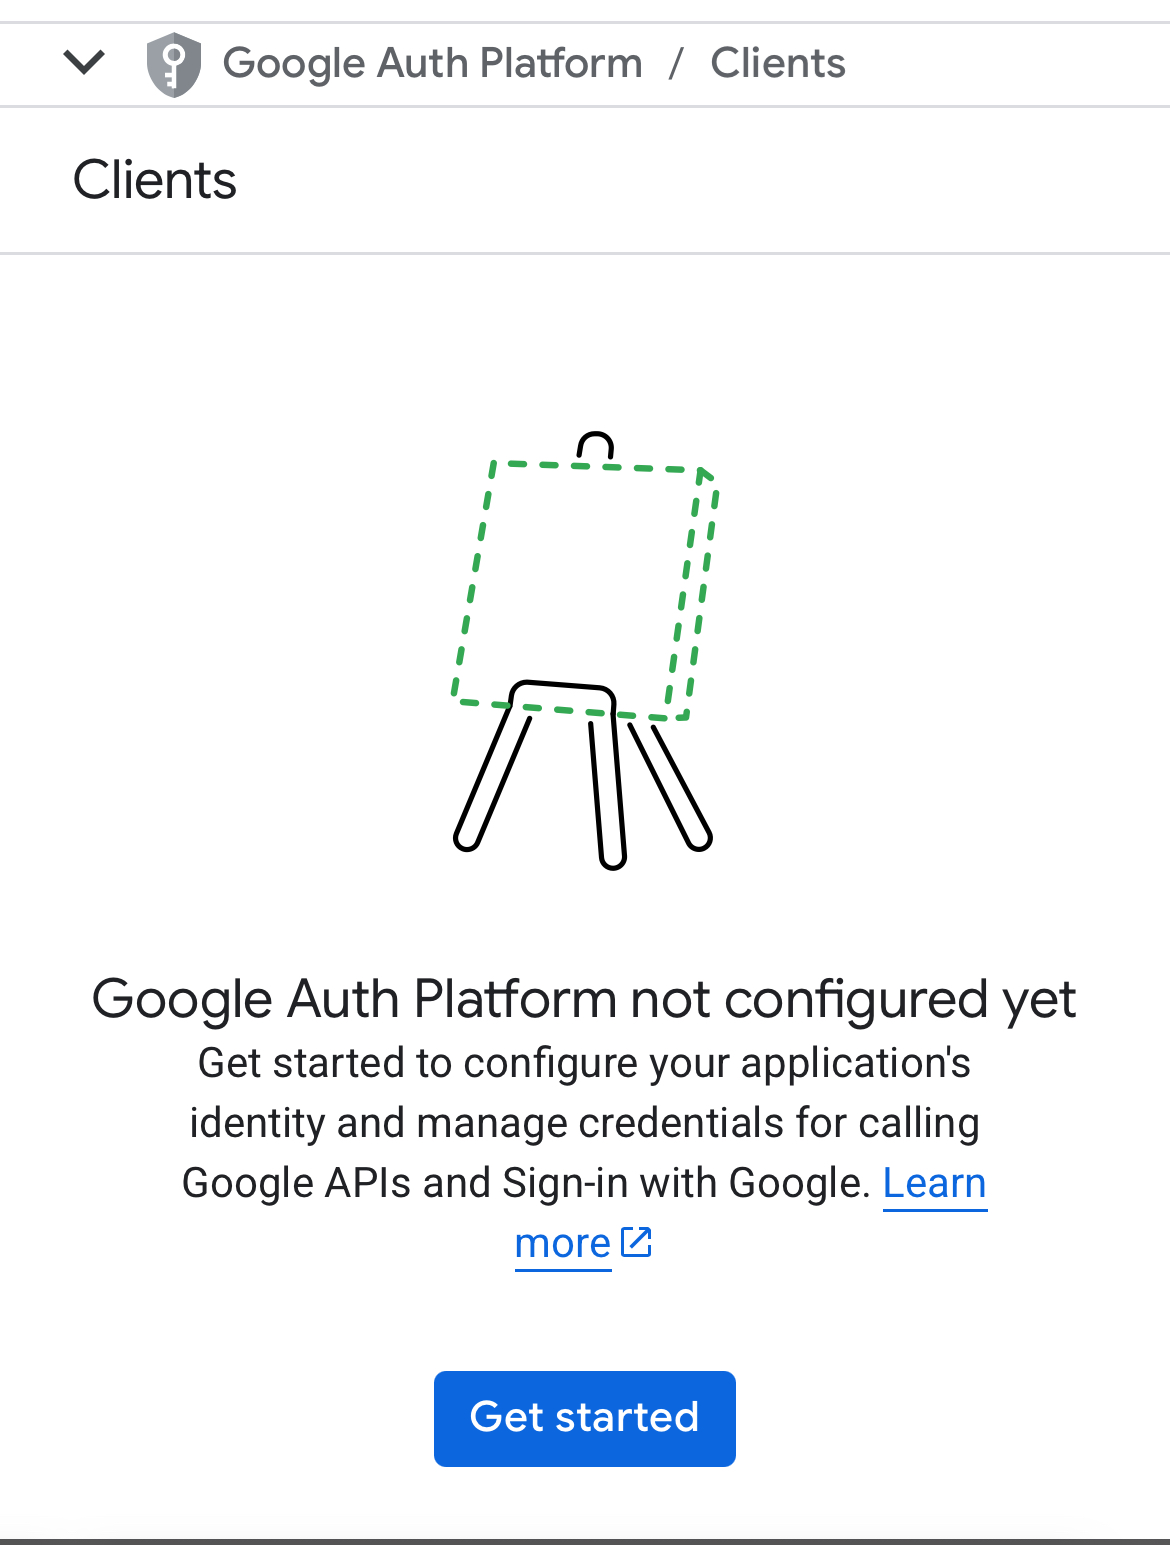 Google Auth Platform / Clients
Clients
Google Auth Platform not configured yet
Get started to configure your application's
identity and manage credentials for calling
Google APIs and Sign-in with Google. Learn
more
Get started